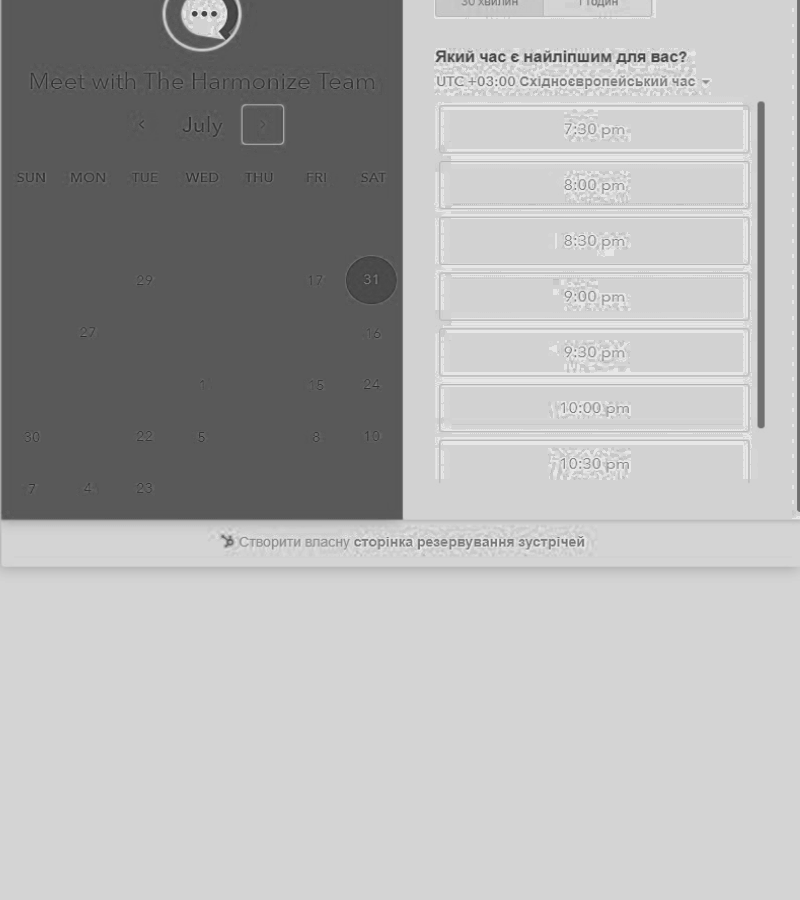 Meet with The Harmonize Team
July
SUN MON TUE WED THU FRI SAT
29 17 31
27 16
1 15 24
30 22 5 8 10
7 4 23
30 хвилин 1 годин
Який час є найліпшим для вас?
UTC +03:00 Східноєвропейський час
7:30 pm
8:00 pm
8:30 pm
9:00 pm
9:30 pm
10:00 pm
10:30 pm
Створити власну сторінка резервування зустрічей